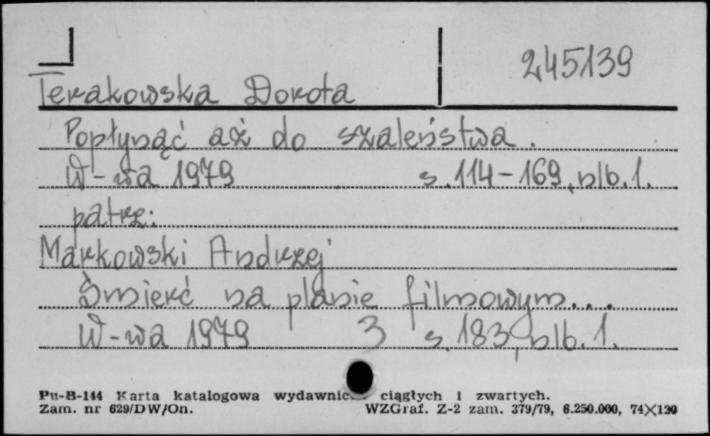 245139
Terakowska Dorota
Popłynąć aż do szaleństwa.
W-wa 1979 s. 114-169, nlb. 1.
patrz:
Markowski Andrzej
Śmierć na planie filmowym...
W-wa 1979 3 s. 183, nlb. 1.
Pu-B-144 Karta katalogowa ciągłych i zwartych.
Zam. nr 629/DW/On. WZGraf. Z-2 zam. 379/79, 6.250.000, 74X120